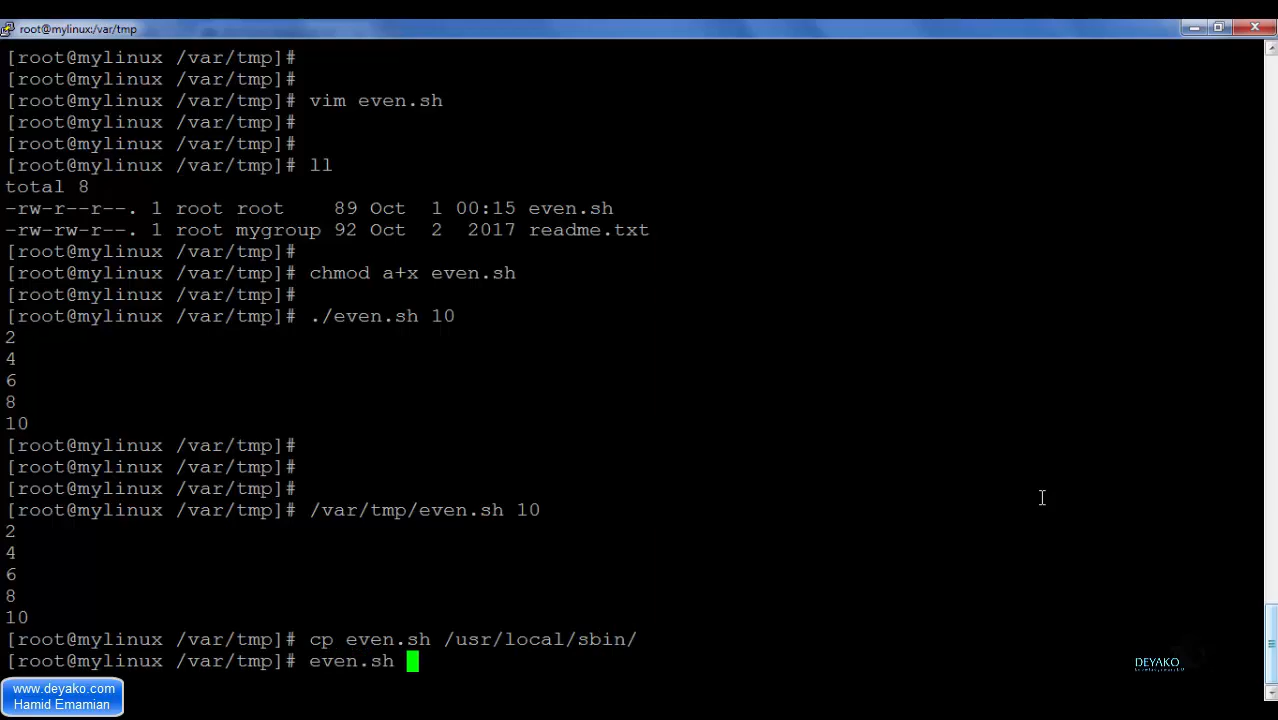 root@mylinux:/var/tmp
[root@mylinux /var/tmp]#
[root@mylinux /var/tmp]#
[root@mylinux /var/tmp]# vim even.sh
[root@mylinux /var/tmp]#
[root@mylinux /var/tmp]#
[root@mylinux /var/tmp]# ll
total 8
-rw-r--r--. 1 root root    89 Oct  1 00:15 even.sh
-rw-rw-r--. 1 root mygroup 92 Oct  2  2017 readme.txt
[root@mylinux /var/tmp]#
[root@mylinux /var/tmp]# chmod a+x even.sh
[root@mylinux /var/tmp]#
[root@mylinux /var/tmp]# ./even.sh 10
2
4
6
8
10
[root@mylinux /var/tmp]#
[root@mylinux /var/tmp]#
[root@mylinux /var/tmp]#
[root@mylinux /var/tmp]# /var/tmp/even.sh 10
2
4
6
8
10
[root@mylinux /var/tmp]# cp even.sh /usr/local/sbin/
[root@mylinux /var/tmp]# even.sh
DEYAKO
www.deyako.com
Hamid Emamian